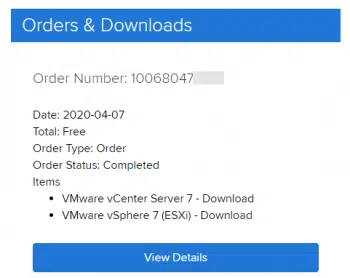 Orders & Downloads
Order Number: 10068047
Date: 2020-04-07
Total: Free
Order Type: Order
Order Status: Completed
Items
• VMware vCenter Server 7 - Download
• VMware vSphere 7 (ESXi) - Download
View Details